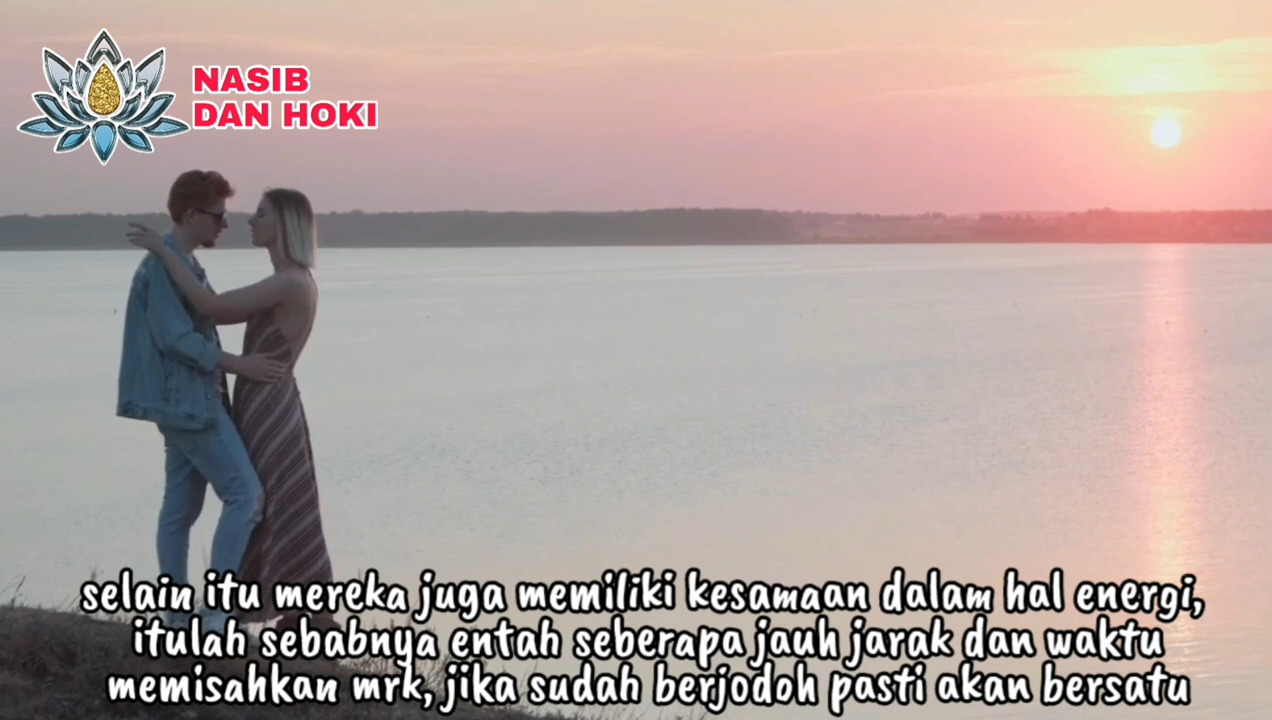 NASIB
DAN HOKI
selain itu mereka juga memiliki kesamaan dalam hal energi,
itulah sebabnya entah seberapa jauh jarak dan waktu
memisahkan mrk, jika sudah berjodoh pasti akan bersatu